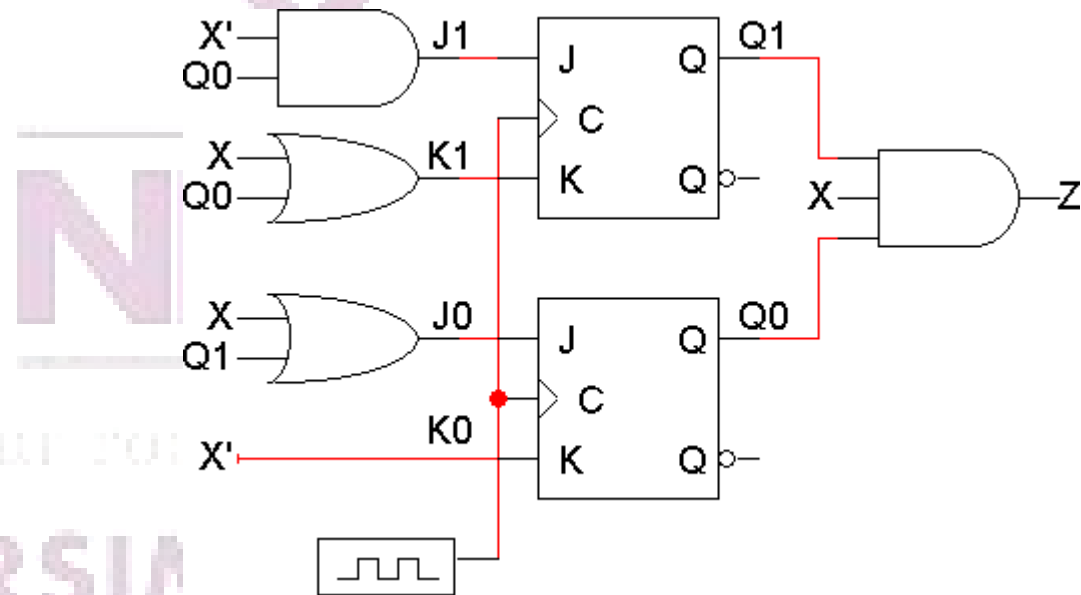 X' J1 Q1
Q0 J Q
C
X K1
Q0 K Q
X Z
X J0 Q0
Q1 J Q
C
K0
X' K Q